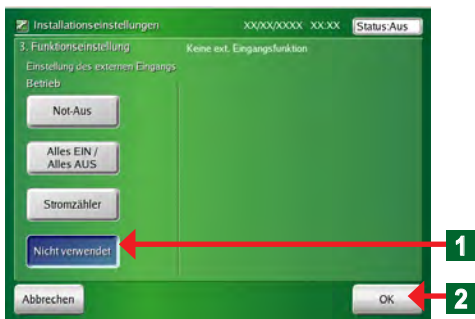 Installationseinstellungen XX/XX/XXXX XX:XX Status:Aus
3. Funktionseinstellung Keine ext. Eingangsfunktion
Einstellung des externen Eingangs
Betrieb
Not-Aus
Alles EIN /
Alles AUS
Stromzähler
Nicht verwendet
1
Abbrechen OK 2